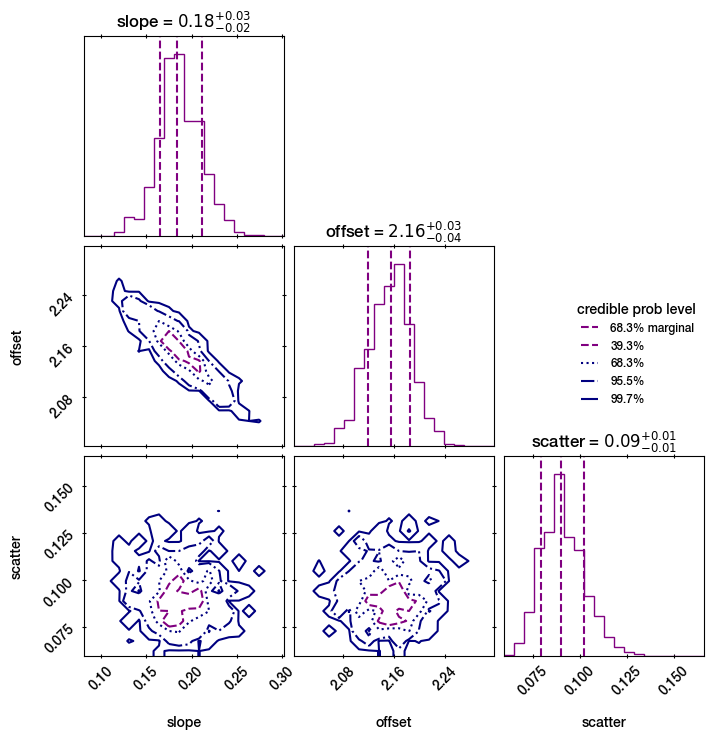 slope = 0.18+0.03−0.02
offset = 2.16+0.03−0.04
2.24
2.16
2.08
offset
credible prob level
68.3% marginal
39.3%
68.3%
95.5%
99.7%
scatter = 0.09+0.01−0.01
0.150
0.125
0.100
0.075
scatter
0.10 0.15 0.20 0.25 0.30
2.08 2.16 2.24
0.075 0.100 0.125 0.150
slope offset scatter